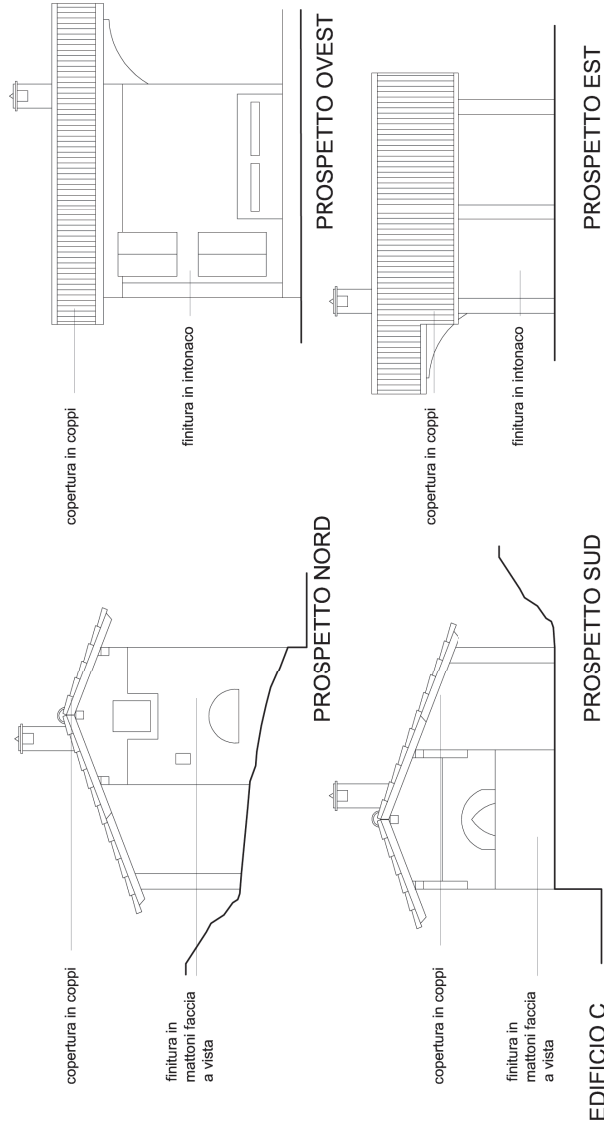 copertura in coppi
finitura in
mattoni faccia
a vista
PROSPETTO NORD
copertura in coppi
finitura in intonaco
PROSPETTO OVEST
copertura in coppi
finitura in
mattoni faccia
a vista
PROSPETTO SUD
copertura in coppi
finitura in intonaco
PROSPETTO EST
EDIFICIO C